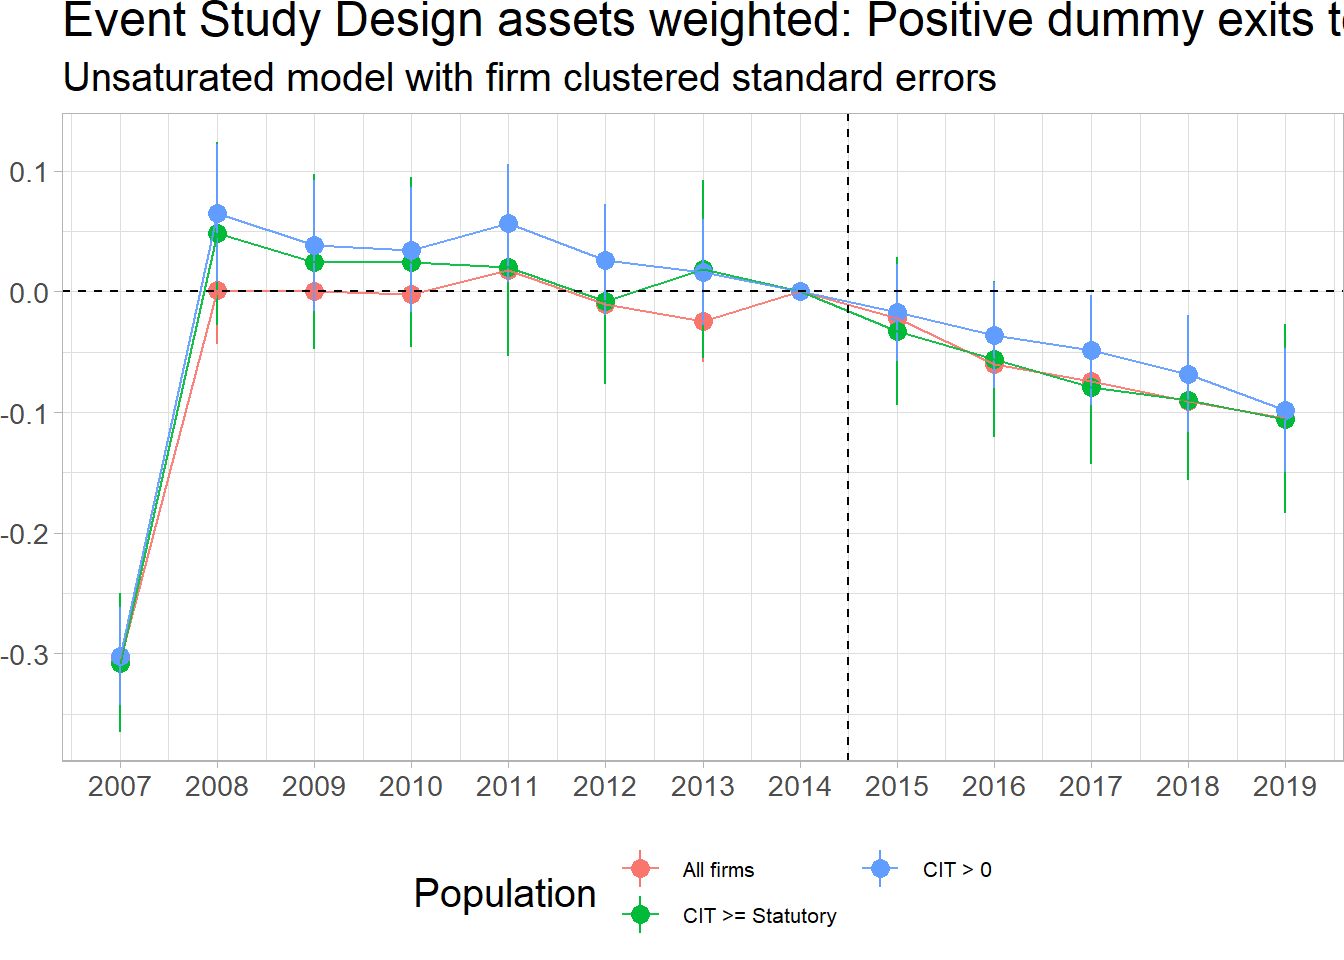 Event Study Design assets weighted: Positive dummy exits
Unsaturated model with firm clustered standard errors
0.1
0.0
-0.1
-0.2
-0.3
2007 2008 2009 2010 2011 2012 2013 2014 2015 2016 2017 2018 2019
Population
All firms
CIT > 0
CIT >= Statutory